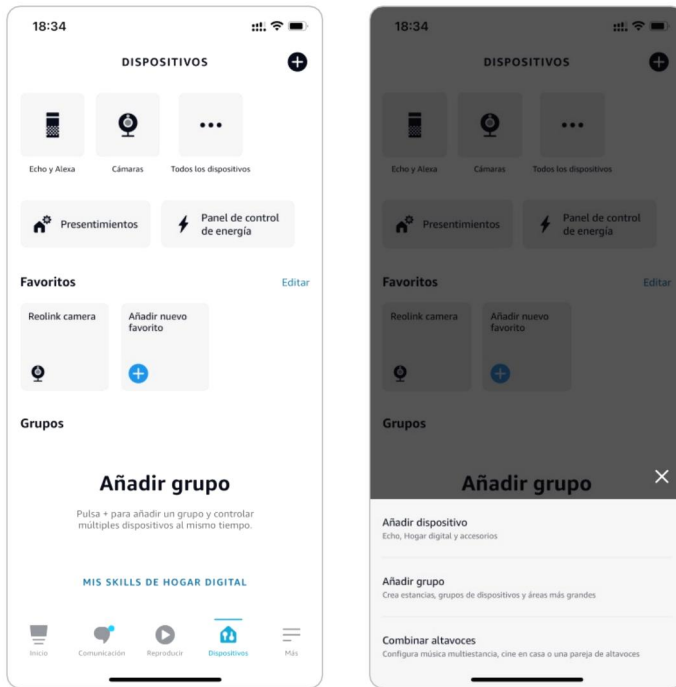 18:34
DISPOSITIVOS
Echo y Alexa
Cámaras
Todos los dispositivos
Presentimientos
Panel de control
de energía
Favoritos
Editar
Reolink camera
Añadir nuevo
favorito
Grupos
Añadir grupo
Pulsa + para añadir un grupo y controlar
múltiples dispositivos al mismo tiempo.
MIS SKILLS DE HOGAR DIGITAL
Inicio
Comunicación
Reproducir
Dispositivos
Más
18:34
DISPOSITIVOS
Echo y Alexa
Cámaras
Todos los dispositivos
Presentimientos
Panel de control
de energía
Favoritos
Editar
Reolink camera
Añadir nuevo
favorito
Grupos
Añadir grupo
Añadir dispositivo
Echo, Hogar digital y accesorios
Añadir grupo
Crea estancias, grupos de dispositivos y áreas más grandes
Combinar altavoces
Configura música multiestancia, cine en casa o una pareja de altavoces